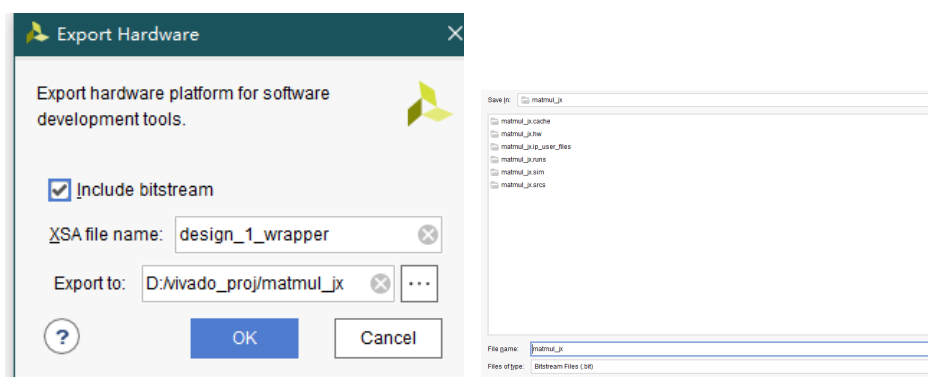 Export Hardware
Export hardware platform for software
development tools.
Include bitstream
XSA file name: design_1_wrapper
Export to: D:/vivado_proj/matmul_jx ...
?
OK
Cancel
Save in: matmul_jx
matmul_jx.cache
matmul_jx.hw
matmul_jx.ip_user_files
matmul_jx.runs
matmul_jx.sim
matmul_jx.srcs
File name: matmul_jx
Files of type: Bitstream Files (.bit)